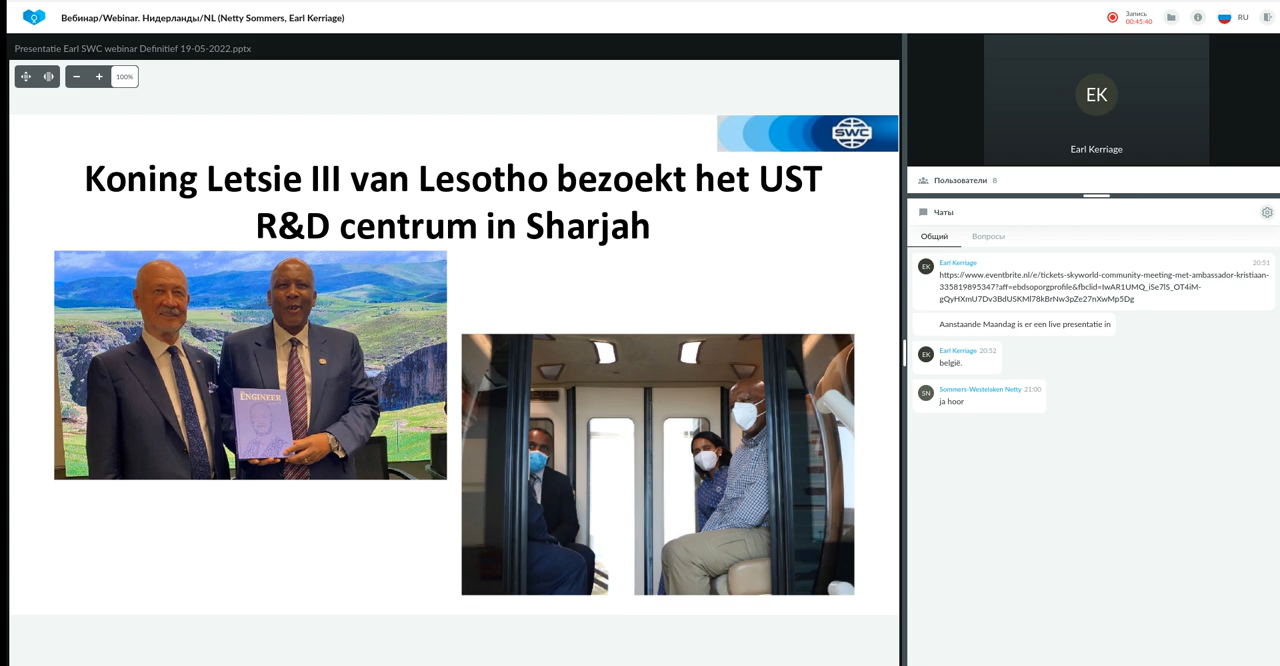 Вебинар/Webinar. Нидерланды/NL (Netty Sommers, Earl Kerriage)
Запись
00:45:40
RU
Presentatie Earl SWC webinar Definitief 19-05-2022.pptx
100%
SWC
Koning Letsie III van Lesotho bezoekt het UST
R&D centrum in Sharjah
ENGINEER
EK
Earl Kerriage
Пользователи 8
Чаты
Общий
Вопросы
EK
Earl Kerriage
20:51
https://www.eventbrite.nl/e/tickets-skyworld-community-meeting-met-ambassador-kristiaan-
335819895347?aff=ebdsoporgprofile&fbclid=IwAR1UMQ_iSe7lS_OT4iM-
gQyHXmU7Dv3BdUSKMl78kBrNw3pZe27nXwMp5Dg
Aanstaande Maandag is er een live presentatie in
EK
Earl Kerriage 20:52
belgië.
SN
Sommers-Westelaken Netty 21:00
ja hoor